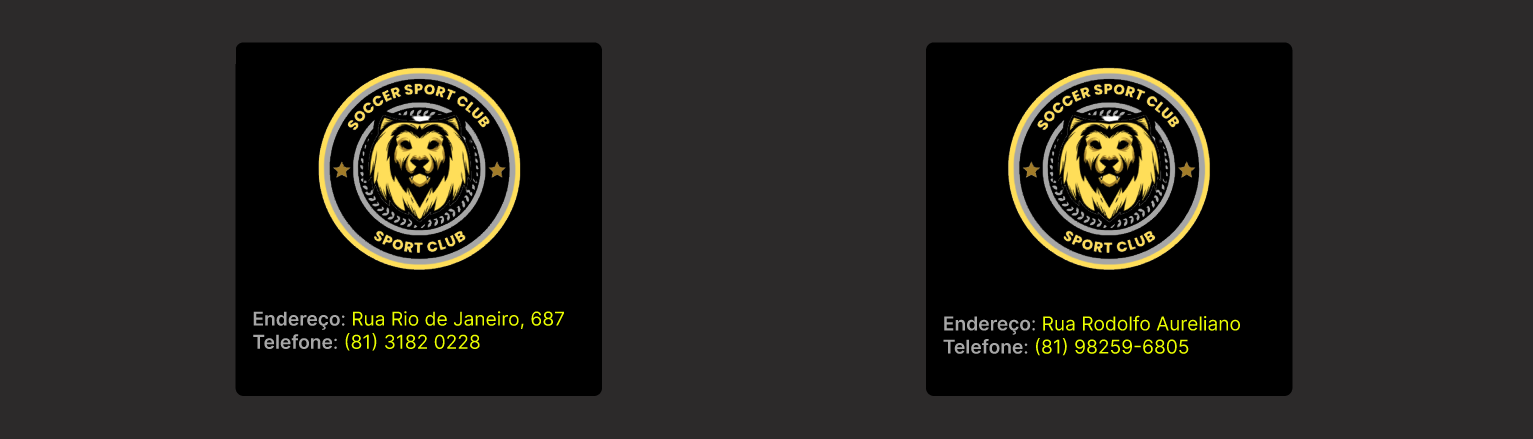 SOCCER SPORT CLUB
SPORT CLUB
Endereço: Rua Rio de Janeiro, 687
Telefone: (81) 3182 0228
SOCCER SPORT CLUB
SPORT CLUB
Endereço: Rua Rodolfo Aureliano
Telefone: (81) 98259-6805